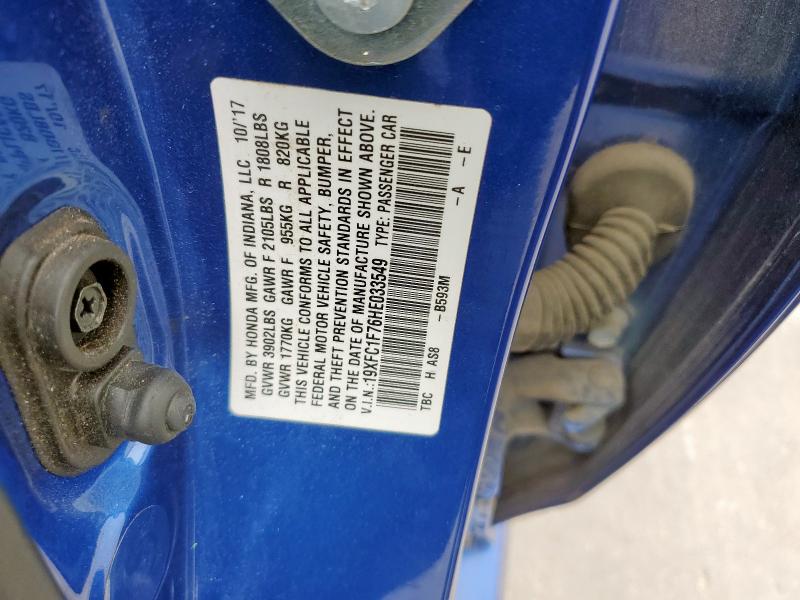 MFD. BY HONDA MFG. OF INDIANA, LLC 10/'17
GVWR 3902LBS GAWR F 2105LBS R 1808LBS
GVWR 1770KG GAWR F 955KG R 820KG
THIS VEHICLE CONFORMS TO ALL APPLICABLE
FEDERAL MOTOR VEHICLE SAFETY, BUMPER,
AND THEFT PREVENTION STANDARDS IN EFFECT
ON THE DATE OF MANUFACTURE SHOWN ABOVE.
V.I.N.:19XFC1F76HE033549 TYPE: PASSENGER CAR
TBC H AS8 -B593M -A -E